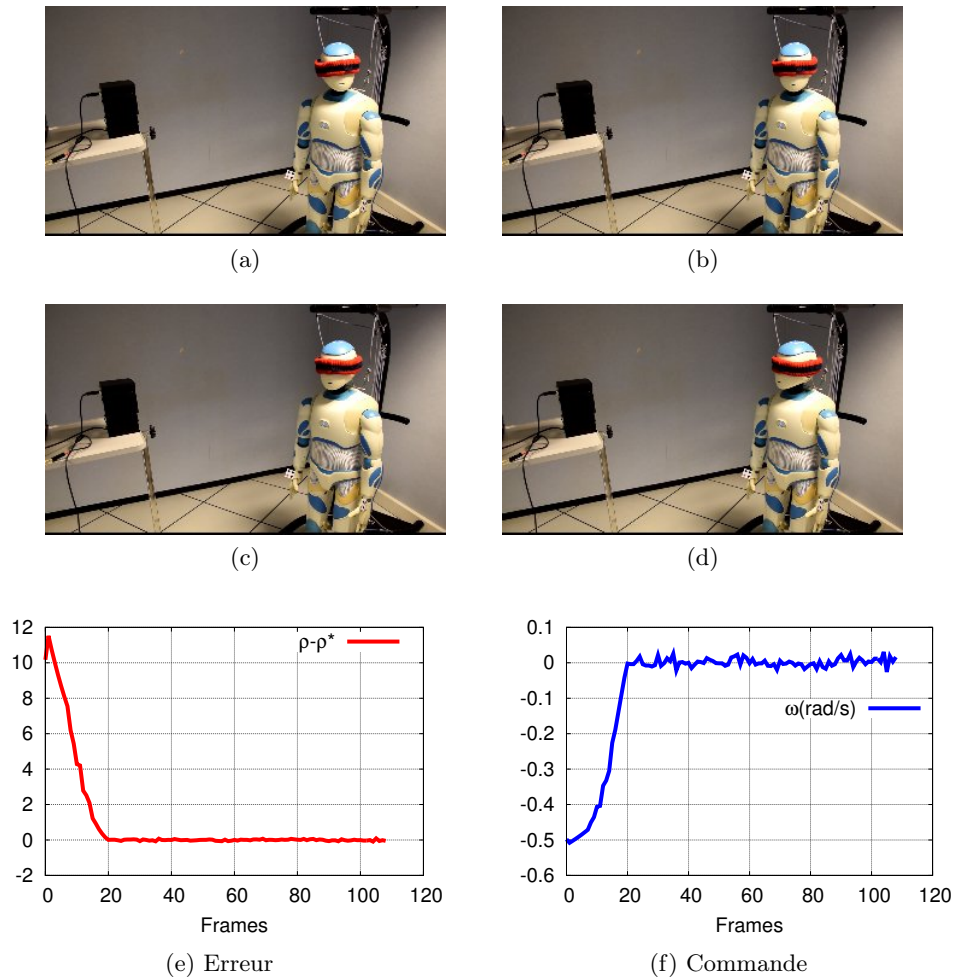 (a)
(b)
(c)
(d)
12
10
8
6
4
2
0
-2
0 20 40 60 80 100 120
ρ-ρ*
Frames
(e) Erreur
0.1
0
-0.1
-0.2
-0.3
-0.4
-0.5
-0.6
0 20 40 60 80 100 120
ω(rad/s)
Frames
(f) Commande